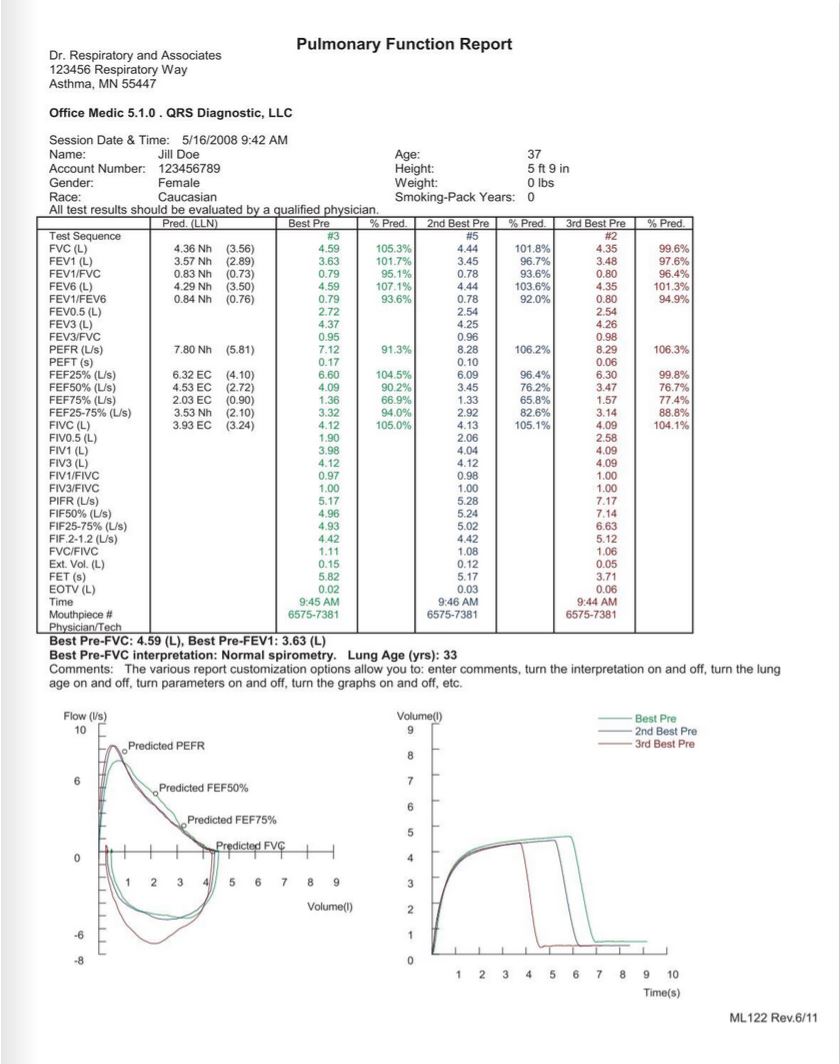 Pulmonary Function Report
Dr. Respiratory and Associates
123456 Respiratory Way
Asthma, MN 55447
Office Medic 5.1.0 . QRS Diagnostic, LLC
Session Date & Time: 5/16/2008 9:42 AM
Name: Jill Doe Age: 37
Account Number: 123456789 Height: 5 ft 9 in
Gender: Female Weight: 0 lbs
Race: Caucasian Smoking-Pack Years: 0
All test results should be evaluated by a qualified physician.
Pred. (LLN) Best Pre % Pred. 2nd Best Pre % Pred. 3rd Best Pre % Pred.
Test Sequence #3 #5 #2
FVC (L) 4.36 Nh (3.56) 4.59 105.3% 4.44 101.8% 4.35 99.6%
FEV1 (L) 3.57 Nh (2.89) 3.63 101.7% 3.45 96.7% 3.48 97.6%
FEV1/FVC 0.83 Nh (0.73) 0.79 95.1% 0.78 93.6% 0.80 96.4%
FEV6 (L) 4.29 Nh (3.50) 4.59 107.1% 4.44 103.6% 4.35 101.3%
FEV1/FEV6 0.84 Nh (0.76) 0.79 93.6% 0.78 92.0% 0.80 94.9%
FEV0.5 (L) 2.72 2.54 2.54
FEV3 (L) 4.37 4.25 4.26
FEV3/FVC 0.95 0.96 0.98
PEFR (L/s) 7.80 Nh (5.81) 7.12 91.3% 8.28 106.2% 8.29 106.3%
PEFT (s) 0.17 0.10 0.06
FEF25% (L/s) 6.32 EC (4.10) 6.60 104.5% 6.09 96.4% 6.30 99.8%
FEF50% (L/s) 4.53 EC (2.72) 4.09 90.2% 3.45 76.2% 3.47 76.7%
FEF75% (L/s) 2.03 EC (0.90) 1.36 66.9% 1.33 65.8% 1.57 77.4%
FEF25-75% (L/s) 3.53 Nh (2.10) 3.32 94.0% 2.92 82.6% 3.14 88.8%
FIVC (L) 3.93 EC (3.24) 4.12 105.0% 4.13 105.1% 4.09 104.1%
FIV0.5 (L) 1.90 2.06 2.58
FIV1 (L) 3.98 4.04 4.09
FIV3 (L) 4.12 4.12 4.09
FIV1/FIVC 0.97 0.98 1.00
FIV3/FIVC 1.00 1.00 1.00
PIFR (L/s) 5.17 5.28 7.17
FIF50% (L/s) 4.96 5.24 7.14
FIF25-75% (L/s) 4.93 5.02 6.63
FIF.2-1.2 (L/s) 4.42 4.42 5.12
FVC/FIVC 1.11 1.08 1.06
Ext. Vol. (L) 0.15 0.12 0.05
FET (s) 5.82 5.17 3.71
EOTV (L) 0.02 0.03 0.06
Time 9:45 AM 9:46 AM 9:44 AM
Mouthpiece # 6575-7381 6575-7381 6575-7381
Physician/Tech
Best Pre-FVC: 4.59 (L), Best Pre-FEV1: 3.63 (L)
Best Pre-FVC interpretation: Normal spirometry. Lung Age (yrs): 33
Comments: The various report customization options allow you to: enter comments, turn the interpretation on and off, turn the lung
age on and off, turn parameters on and off, turn the graphs on and off, etc.
Flow (l/s)
10
6
0
-6
-8
Predicted PEFR
Predicted FEF50%
Predicted FEF75%
Predicted FVC
1 2 3 4 5 6 7 8 9
Volume(l)
Volume(l)
9
8
7
6
5
4
3
2
1
0
1 2 3 4 5 6 7 8 9 10
Time(s)
Best Pre
2nd Best Pre
3rd Best Pre
ML122 Rev.6/11